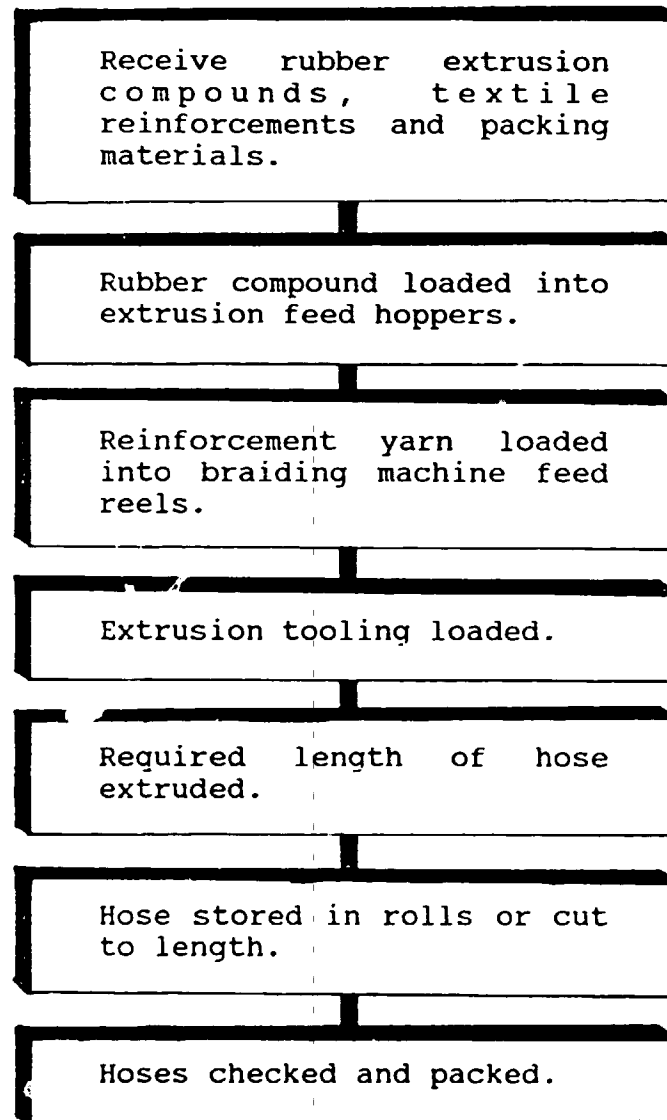 Receive rubber extrusion
compounds, textile
reinforcements and packing
materials.
Rubber compound loaded into
extrusion feed hoppers.
Reinforcement yarn loaded
into braiding machine feed
reels.
Extrusion tooling loaded.
Required length of hose
extruded.
Hose stored in rolls or cut
to length.
Hoses checked and packed.